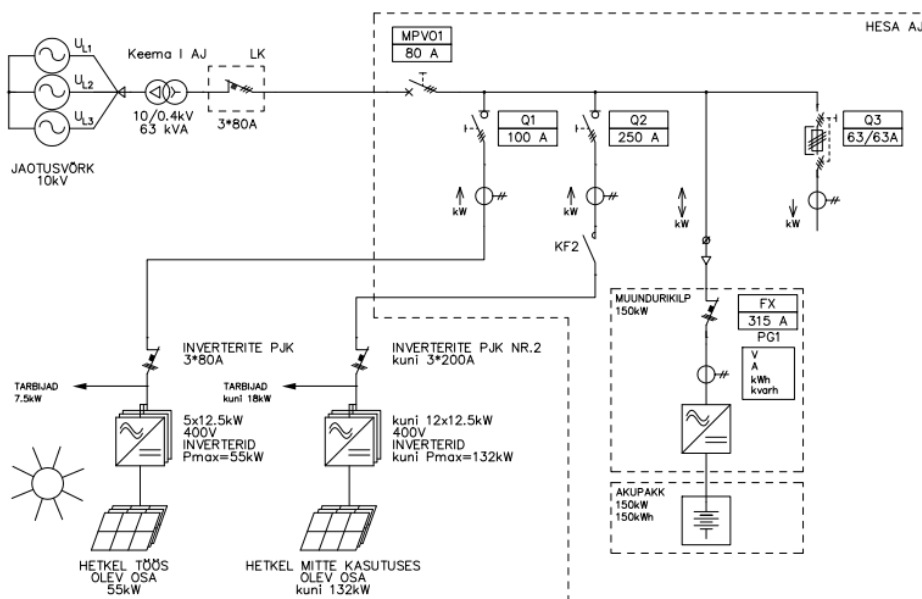 HESA AJ
MPV01
80 A
UL1
UL2
UL3
Keema I AJ
LK
10/0.4kV
63 kVA
3*80A
JAOTUSVÕRK
10kV
Q1
100 A
Q2
250 A
Q3
63/63A
kW
kW
kW
kW
KF2
MUUNDURIKILP
150kW
FX
315 A
PG1
V
A
kWh
kvarh
INVERTERITE PJK
3*80A
INVERTERITE PJK NR.2
kuni 3*200A
TARBIJAD
7.5kW
TARBIJAD
kuni 18kW
5x12.5kW
400V
INVERTERID
Pmax=55kW
kuni 12x12.5kW
400V
INVERTERID
kuni Pmax=132kW
AKUPAKK
150kW
150kWh
HETKEL TÖÖS
OLEV OSA
55kW
HETKEL MITTE KASUTUSES
OLEV OSA
kuni 132kW